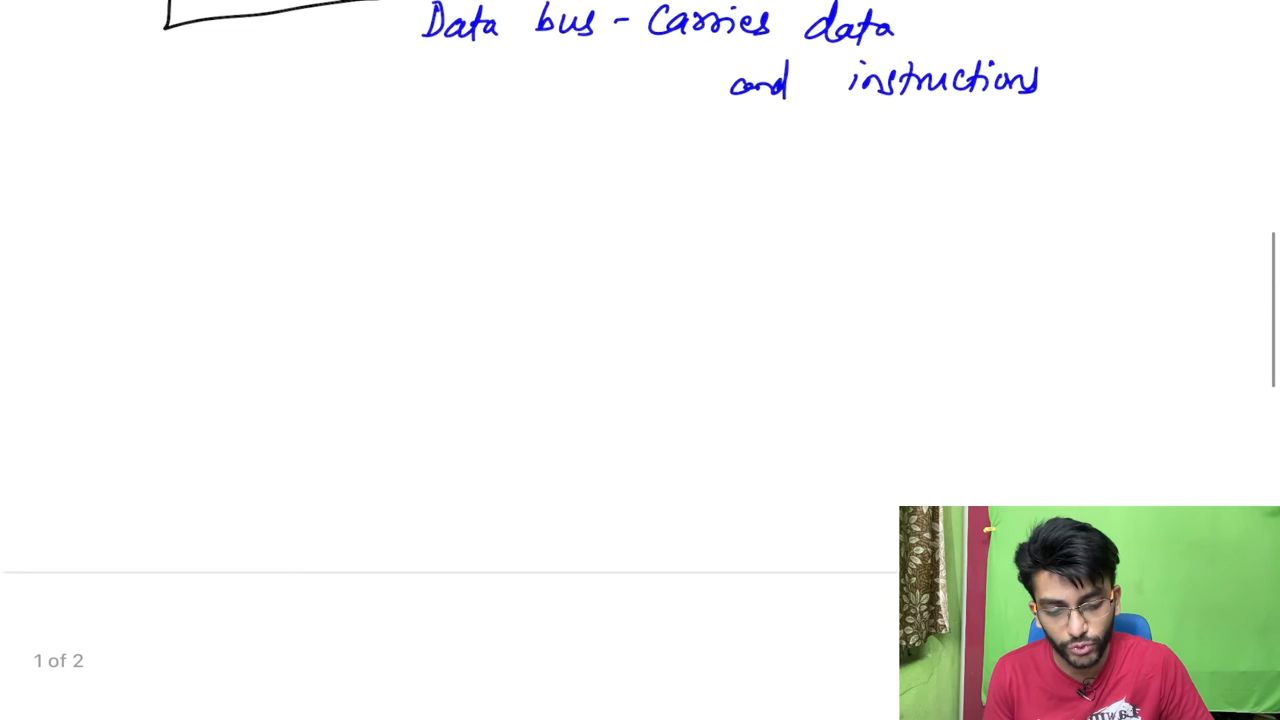 Data bus - Carries data
and instructions
1 of 2